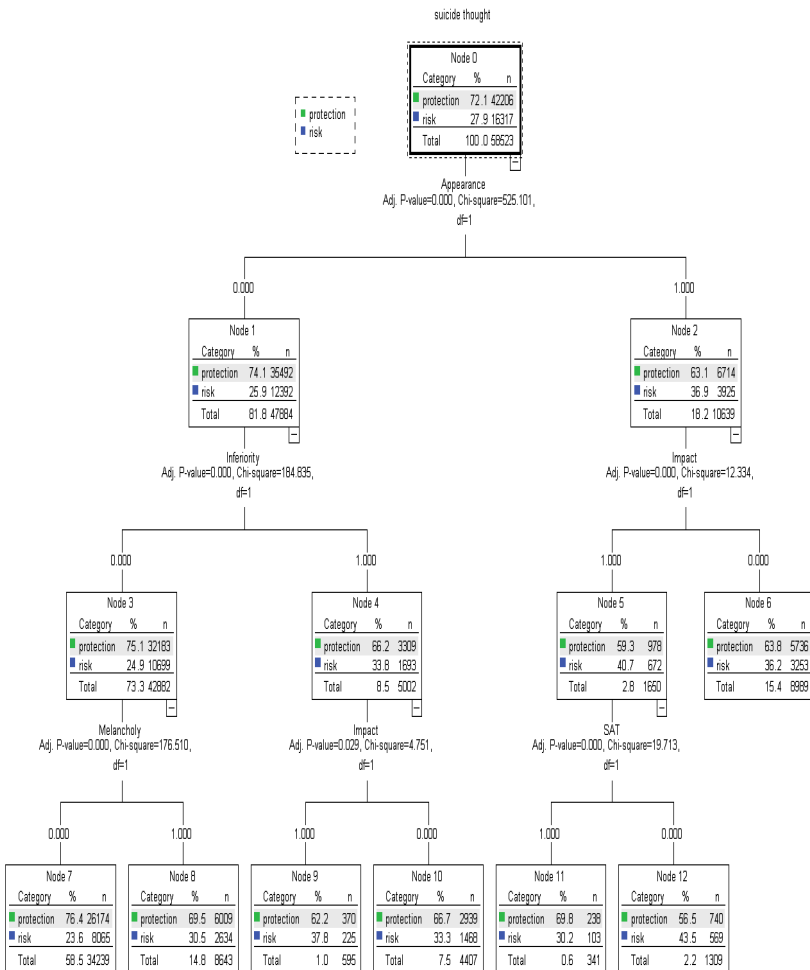 suicide thought
Node 0
Category % n
protection 72.1 42206
risk 27.9 16317
Total 100.0 58523
protection
risk
Appearance
Adj. P-value=0.000, Chi-square=525.101,
df=1
0.000
1.000
Node 1
Category % n
protection 74.1 35492
risk 25.9 12392
Total 81.8 47884
Node 2
Category % n
protection 63.1 6714
risk 36.9 3925
Total 18.2 10639
Inferiority
Adj. P-value=0.000, Chi-square=184.835,
df=1
Impact
Adj. P-value=0.000, Chi-square=12.334,
df=1
0.000
1.000
1.000
0.000
Node 3
Category % n
protection 75.1 32183
risk 24.9 10699
Total 73.3 42882
Node 4
Category % n
protection 66.2 3309
risk 33.8 1693
Total 8.5 5002
Node 5
Category % n
protection 59.3 978
risk 40.7 672
Total 2.8 1650
Node 6
Category % n
protection 63.8 5736
risk 36.2 3253
Total 15.4 8989
Melancholy
Adj. P-value=0.000, Chi-square=176.510,
df=1
Impact
Adj. P-value=0.029, Chi-square=4.751,
df=1
SAT
Adj. P-value=0.000, Chi-square=19.713,
df=1
0.000
1.000
1.000
0.000
1.000
0.000
Node 7
Category % n
protection 76.4 26174
risk 23.6 8065
Total 58.5 34239
Node 8
Category % n
protection 69.5 6009
risk 30.5 2634
Total 14.8 8643
Node 9
Category % n
protection 62.2 370
risk 37.8 225
Total 1.0 595
Node 10
Category % n
protection 66.7 2939
risk 33.3 1468
Total 7.5 4407
Node 11
Category % n
protection 69.8 238
risk 30.2 103
Total 0.6 341
Node 12
Category % n
protection 56.5 740
risk 43.5 569
Total 2.2 1309